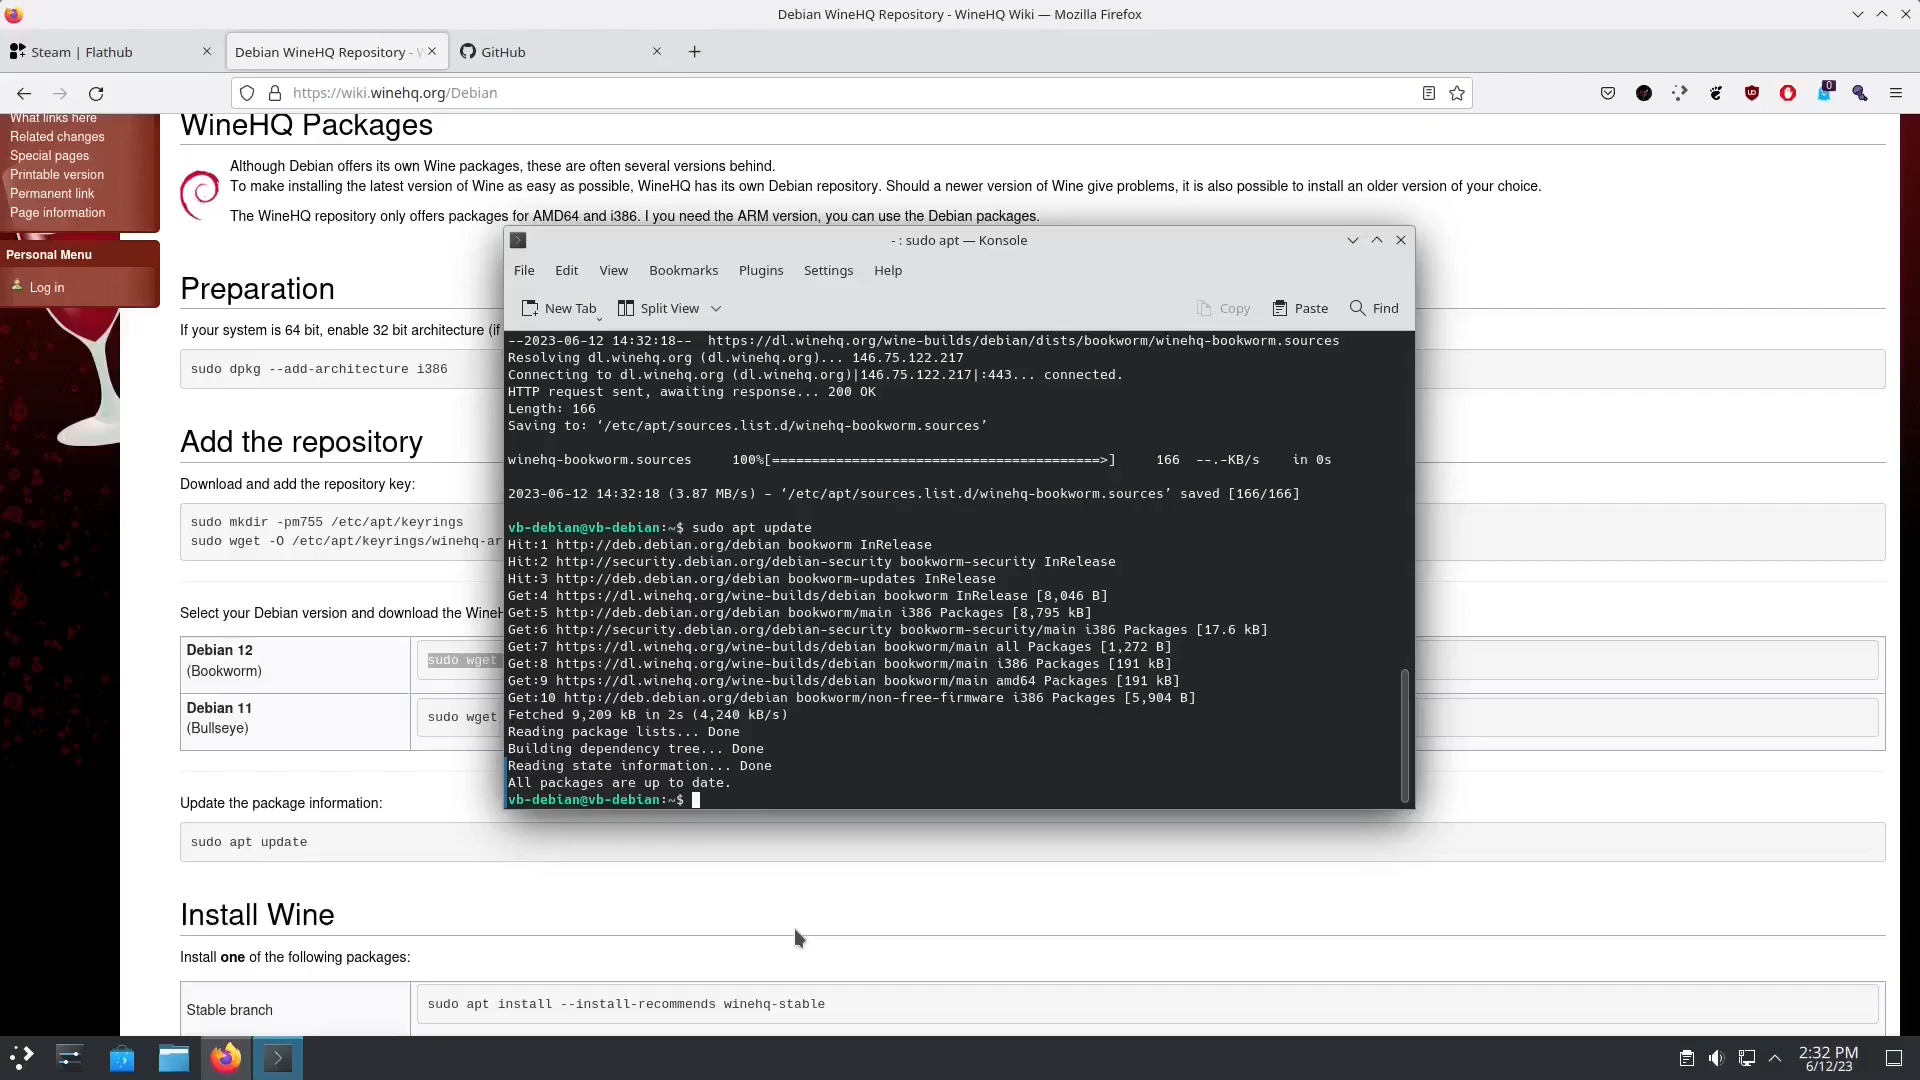 Debian WineHQ Repository - WineHQ Wiki — Mozilla Firefox
Steam | Flathub
Debian WineHQ Repository -
GitHub
https://wiki.winehq.org/Debian
0
What links here
Related changes
Special pages
Printable version
Permanent link
Page information
Personal Menu
Log in
WineHQ Packages
Although Debian offers its own Wine packages, these are often several versions behind.
To make installing the latest version of Wine as easy as possible, WineHQ has its own Debian repository. Should a newer version of Wine give problems, it is also possible to install an older version of your choice.
The WineHQ repository only offers packages for AMD64 and i386. I you need the ARM version, you can use the Debian packages.
Preparation
If your system is 64 bit, enable 32 bit architecture (if
sudo dpkg --add-architecture i386
Add the repository
Download and add the repository key:
sudo mkdir -pm755 /etc/apt/keyrings
sudo wget -O /etc/apt/keyrings/winehq-ar
Select your Debian version and download the WineH
Debian 12
(Bookworm)
sudo wget
Debian 11
(Bullseye)
sudo wget
Update the package information:
sudo apt update
Install Wine
Install one of the following packages:
Stable branch
sudo apt install --install-recommends winehq-stable
- : sudo apt — Konsole
File Edit View Bookmarks Plugins Settings Help
New Tab Split View Copy Paste Find
--2023-06-12 14:32:18-- https://dl.winehq.org/wine-builds/debian/dists/bookworm/winehq-bookworm.sources
Resolving dl.winehq.org (dl.winehq.org)... 146.75.122.217
Connecting to dl.winehq.org (dl.winehq.org)|146.75.122.217|:443... connected.
HTTP request sent, awaiting response... 200 OK
Length: 166
Saving to: ‘/etc/apt/sources.list.d/winehq-bookworm.sources’
winehq-bookworm.sources 100%[=========================================>] 166 --.-KB/s in 0s
2023-06-12 14:32:18 (3.87 MB/s) – ‘/etc/apt/sources.list.d/winehq-bookworm.sources’ saved [166/166]
vb-debian@vb-debian:~$ sudo apt update
Hit:1 http://deb.debian.org/debian bookworm InRelease
Hit:2 http://security.debian.org/debian-security bookworm-security InRelease
Hit:3 http://deb.debian.org/debian bookworm-updates InRelease
Get:4 https://dl.winehq.org/wine-builds/debian bookworm InRelease [8,046 B]
Get:5 http://deb.debian.org/debian bookworm/main i386 Packages [8,795 kB]
Get:6 http://security.debian.org/debian-security bookworm-security/main i386 Packages [17.6 kB]
Get:7 https://dl.winehq.org/wine-builds/debian bookworm/main all Packages [1,272 B]
Get:8 https://dl.winehq.org/wine-builds/debian bookworm/main i386 Packages [191 kB]
Get:9 https://dl.winehq.org/wine-builds/debian bookworm/main amd64 Packages [191 kB]
Get:10 http://deb.debian.org/debian bookworm/non-free-firmware i386 Packages [5,904 B]
Fetched 9,209 kB in 2s (4,240 kB/s)
Reading package lists... Done
Building dependency tree... Done
Reading state information... Done
All packages are up to date.
vb-debian@vb-debian:~$
2:32 PM
6/12/23